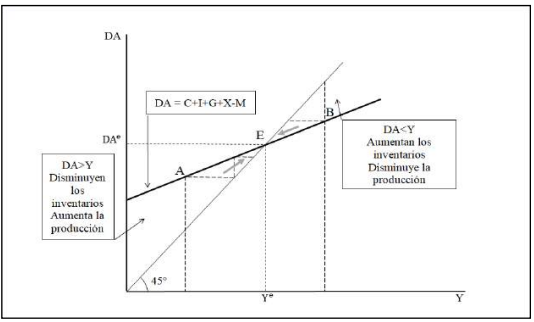 DA
DA = C+I+G+X-M
B
E
DAᵉ
DA<Y
Aumentan los
inventarios
Disminuye la
producción
DA>Y
Disminuyen
los
inventarios
Aumenta la
producción
A
45°
Yᵉ
Y